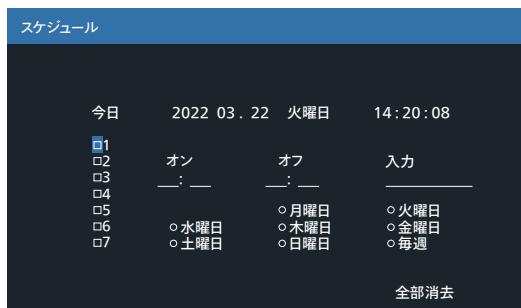 スケジュール
今日 2022 03. 22 火曜日 14:20:08
□1
□2 オン オフ 入力
□3 __: __ __: __ ________
□4
□5 ○月曜日 ○火曜日
□6 ○水曜日 ○木曜日 ○金曜日
□7 ○土曜日 ○日曜日 ○毎週
全部消去